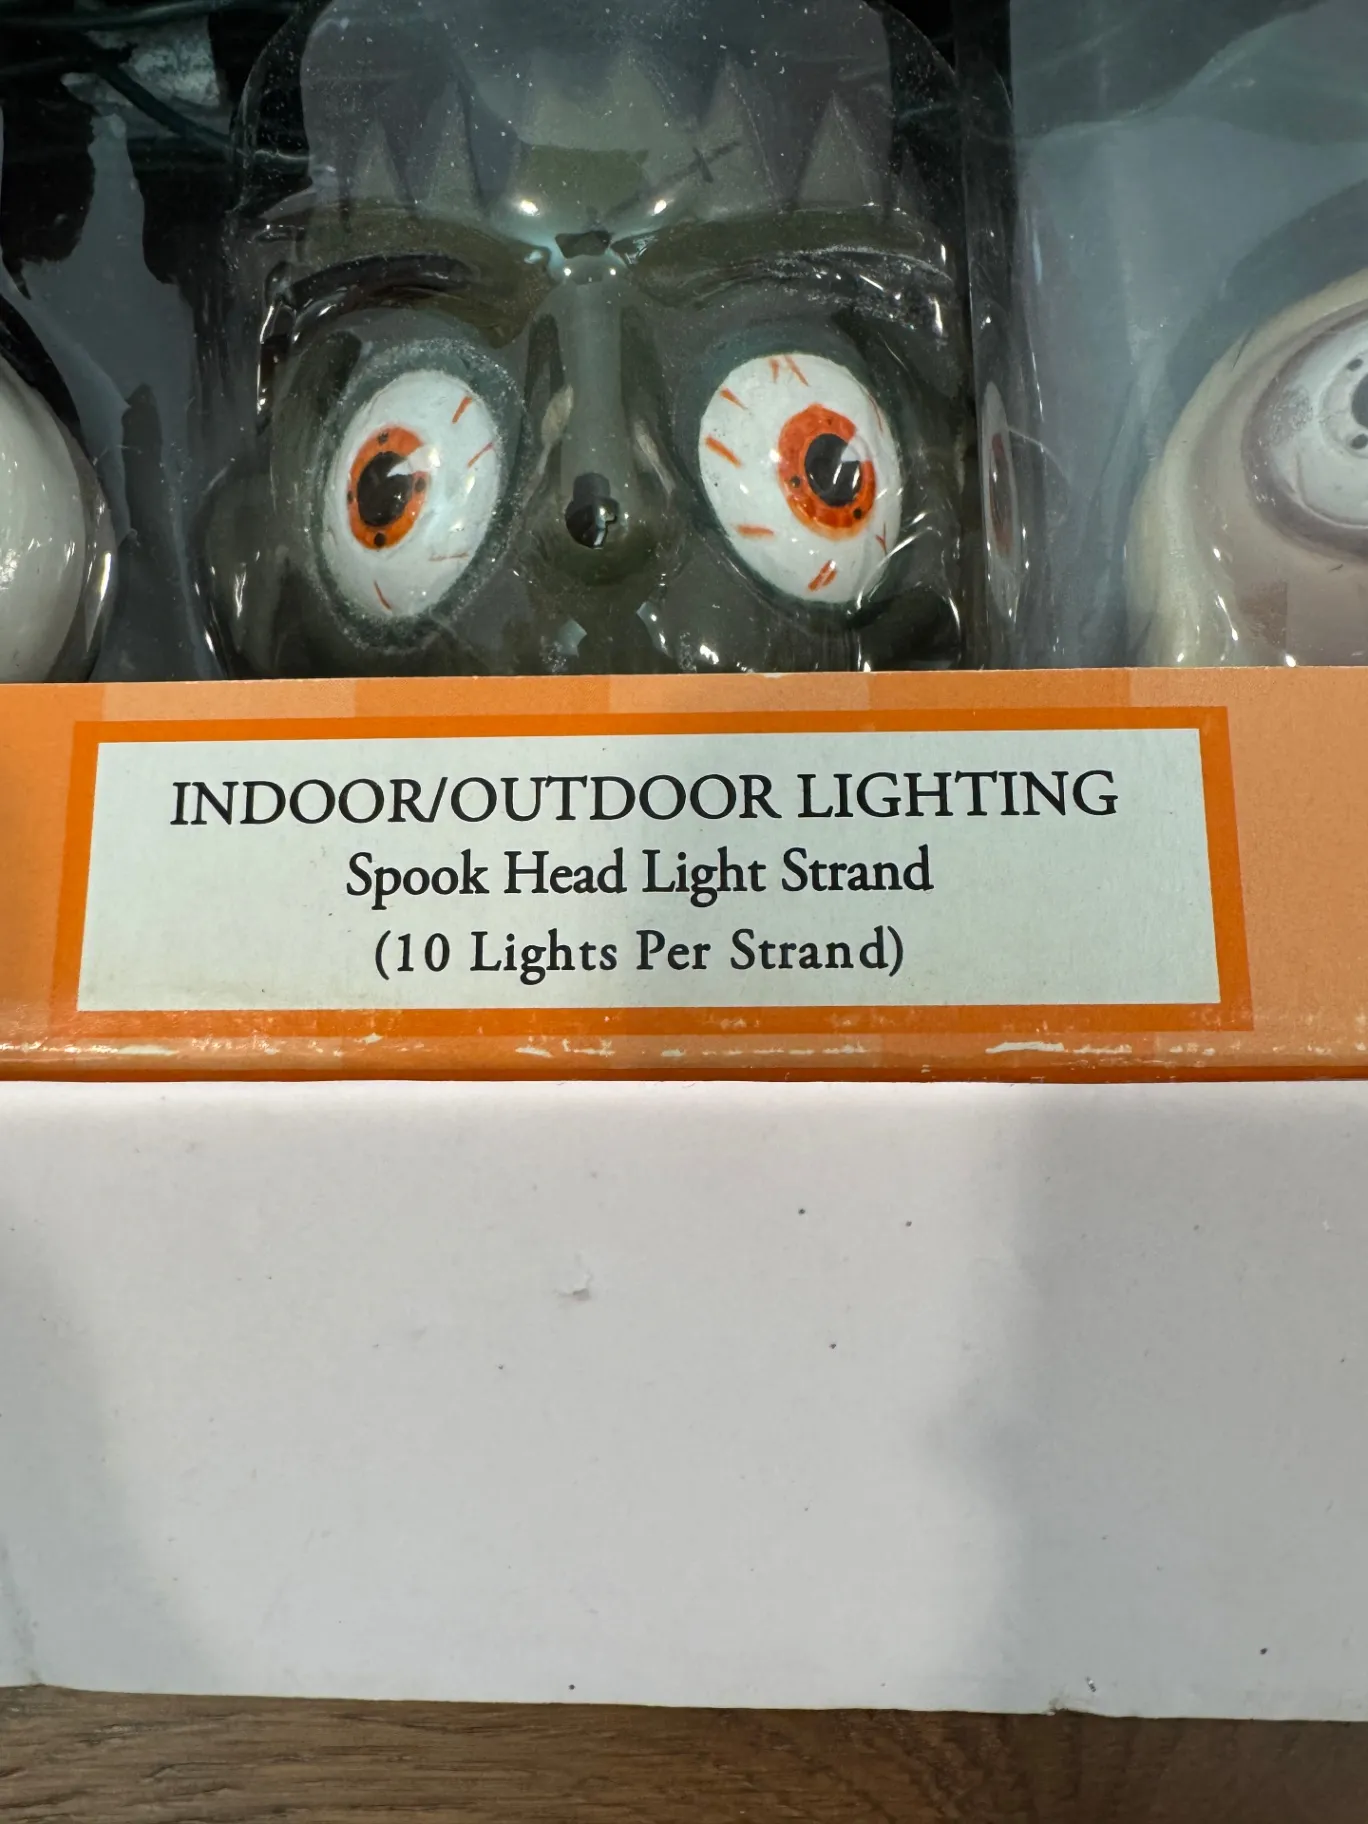 INDOOR/OUTDOOR LIGHTING
Spook Head Light Strand
(10 Lights Per Strand)